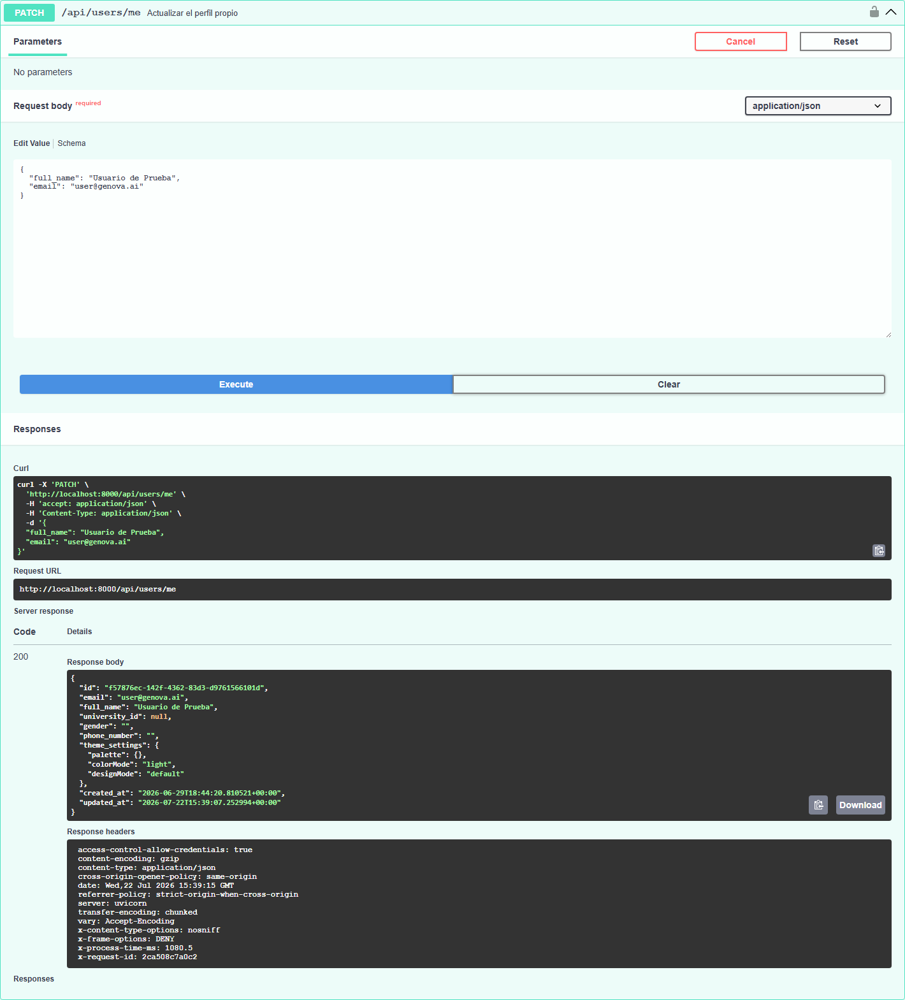 PATCH /api/users/me Actualizar el perfil propio
Parameters
Cancel
Reset
No parameters
Request body required
application/json
Edit Value | Schema
{
  "full_name": "Usuario de Prueba",
  "email": "user@genova.ai"
}
Execute
Clear
Responses
Curl
curl -X 'PATCH' \
  'http://localhost:8000/api/users/me' \
  -H 'accept: application/json' \
  -H 'Content-Type: application/json' \
  -d '{
  "full_name": "Usuario de Prueba",
  "email": "user@genova.ai"
}'
Request URL
http://localhost:8000/api/users/me
Server response
Code Details
200
Response body
{
  "id": "f57876ec-142f-4362-83d3-d9761566101d",
  "email": "user@genova.ai",
  "full_name": "Usuario de Prueba",
  "university_id": null,
  "gender": "",
  "phone_number": "",
  "theme_settings": {
    "palette": {},
    "colorMode": "light",
    "designMode": "default"
  },
  "created_at": "2026-06-29T18:44:20.810521+00:00",
  "updated_at": "2026-07-22T15:39:07.252994+00:00"
}
Download
Response headers
access-control-allow-credentials: true
content-encoding: gzip
content-type: application/json
cross-origin-opener-policy: same-origin
date: Wed,22 Jul 2026 15:39:15 GMT
referrer-policy: strict-origin-when-cross-origin
server: uvicorn
transfer-encoding: chunked
vary: Accept-Encoding
x-content-type-options: nosniff
x-frame-options: DENY
x-process-time-ms: 1080.5
x-request-id: 2ca508c7a0c2
Responses